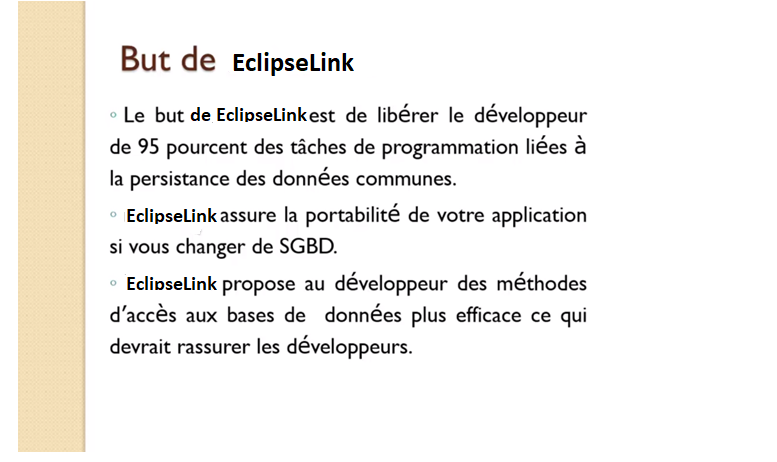 But de EclipseLink
◦ Le but de EclipseLink est de libérer le développeur
de 95 pourcent des tâches de programmation liées à
la persistance des données communes.
◦ EclipseLink assure la portabilité de votre application
si vous changer de SGBD.
◦ EclipseLink propose au développeur des méthodes
d'accès aux bases de données plus efficace ce qui
devrait rassurer les développeurs.